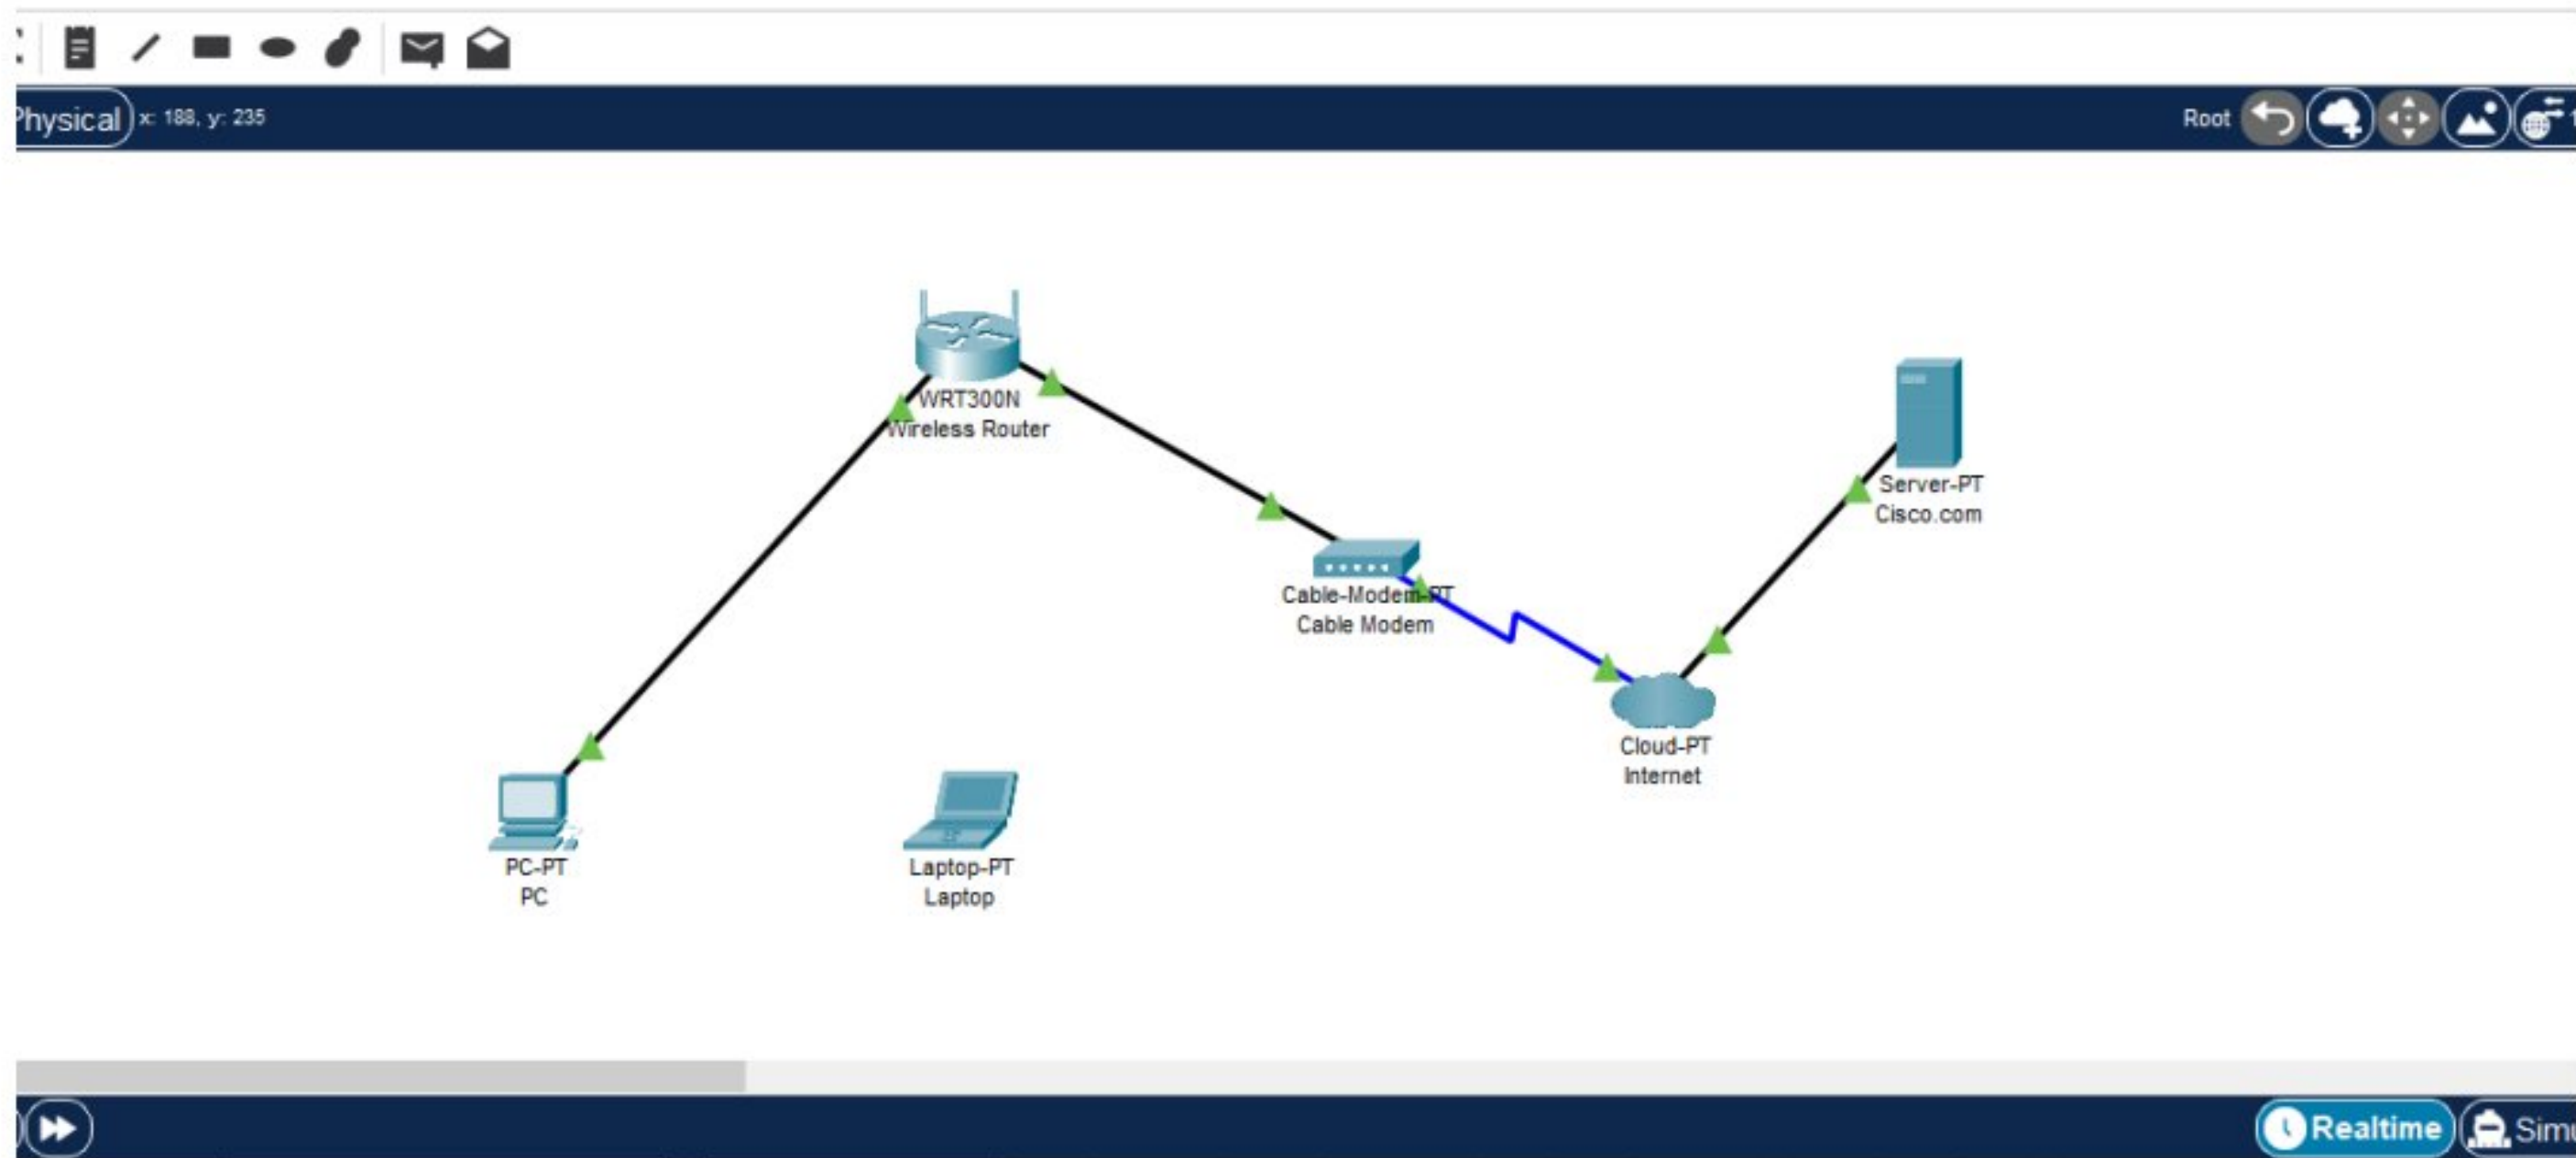 Physical
x: 188, y: 235
Root
WRT300N
Wireless Router
Server-PT
Cisco.com
Cable-Modem-PT
Cable Modem
Cloud-PT
Internet
PC-PT
PC
Laptop-PT
Laptop
Realtime
Simu